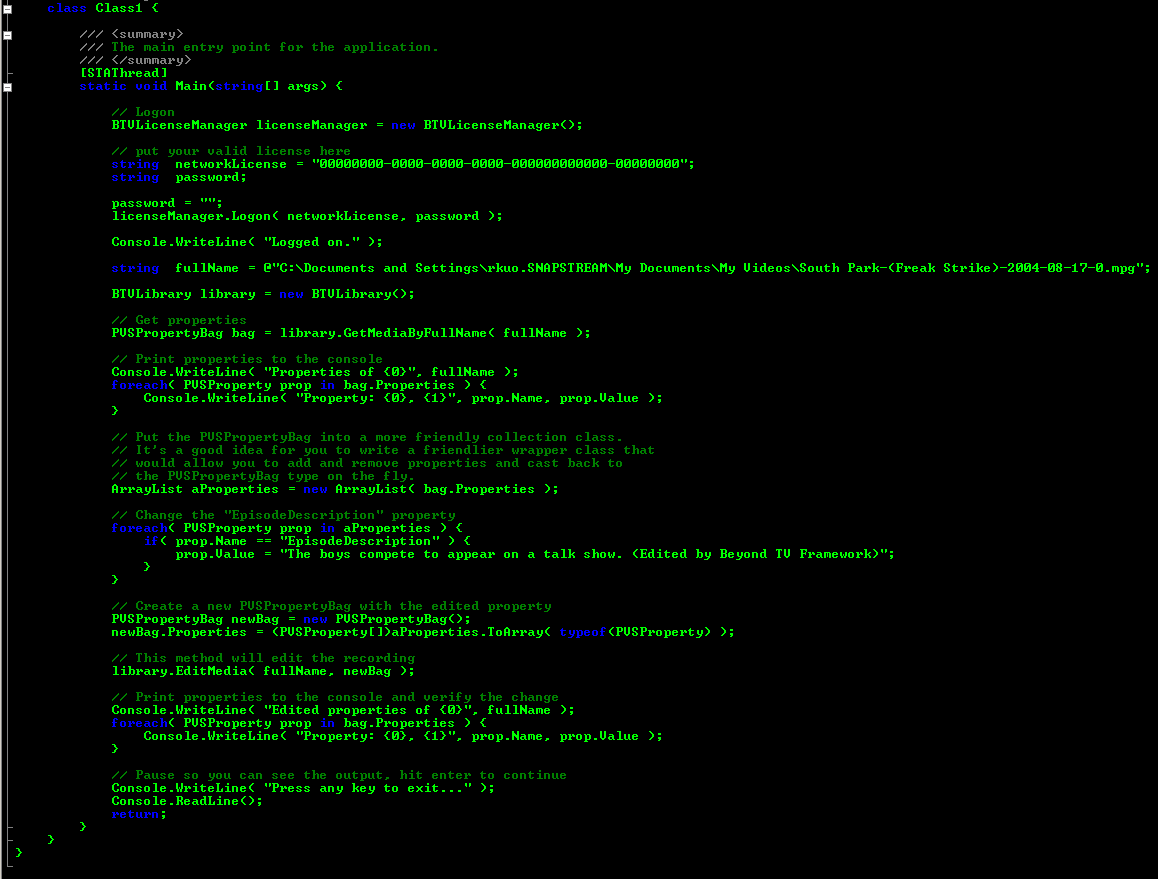 class Class1 {
/// <summary>
/// The main entry point for the application.
/// </summary>
[STAThread]
static void Main(string[] args) {
// Logon
BTVLicenseManager licenseManager = new BTVLicenseManager();
// put your valid license here
string  networkLicense = "00000000-0000-0000-0000-000000000000-00000000";
string  password;
password = "";
licenseManager.Logon( networkLicense, password );
Console.WriteLine( "Logged on." );
string  fullName = @"C:\Documents and Settings\rkuo.SNAPSTREAM\My Documents\My Videos\South Park-(Freak Strike)-2004-08-17-0.mpg";
BTVLibrary library = new BTVLibrary();
// Get properties
PVSPropertyBag bag = library.GetMediaByFullName( fullName );
// Print properties to the console
Console.WriteLine( "Properties of {0}", fullName );
foreach( PVSProperty prop in bag.Properties ) {
Console.WriteLine( "Property: {0}, {1}", prop.Name, prop.Value );
}
// Put the PVSPropertyBag into a more friendly collection class.
// It's a good idea for you to write a friendlier wrapper class that
// would allow you to add and remove properties and cast back to
// the PVSPropertyBag type on the fly.
ArrayList aProperties = new ArrayList( bag.Properties );
// Change the "EpisodeDescription" property
foreach( PVSProperty prop in aProperties ) {
if( prop.Name == "EpisodeDescription" ) {
prop.Value = "The boys compete to appear on a talk show. (Edited by Beyond TV Framework)";
}
}
// Create a new PVSPropertyBag with the edited property
PVSPropertyBag newBag = new PVSPropertyBag();
newBag.Properties = (PVSProperty[])aProperties.ToArray( typeof(PVSProperty) );
// This method will edit the recording
library.EditMedia( fullName, newBag );
// Print properties to the console and verify the change
Console.WriteLine( "Edited properties of {0}", fullName );
foreach( PVSProperty prop in bag.Properties ) {
Console.WriteLine( "Property: {0}, {1}", prop.Name, prop.Value );
}
// Pause so you can see the output, hit enter to continue
Console.WriteLine( "Press any key to exit..." );
Console.ReadLine();
return;
}
}
}